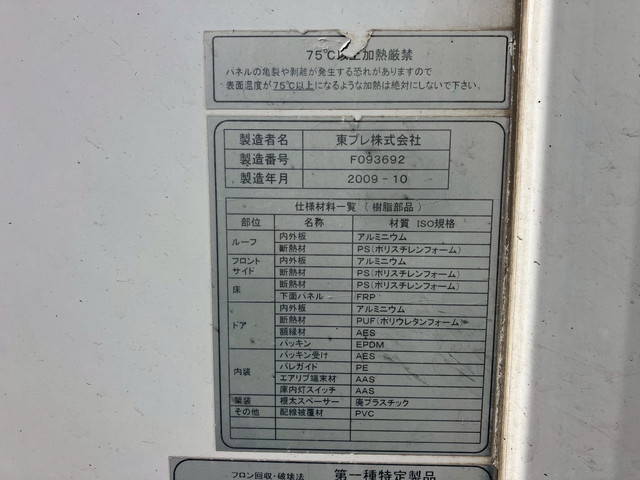 75℃以上加熱厳禁
パネルの亀裂や剥離が発生する恐れがありますので
表面温度が75℃以上になるような加熱は絶対にしないで下さい。
製造者名 東プレ株式会社
製造番号 F093692
製造年月 2009-10
仕様材料一覧（樹脂部品）
部位 名称 材質 ISO規格
ルーフ 内外板 アルミニウム
断熱材 PS(ポリスチレンフォーム)
フロント 内外板 アルミニウム
サイド 断熱材 PS(ポリスチレンフォーム)
床 断熱材 PS(ポリスチレンフォーム)
下面パネル FRP
ドア 内外板 アルミニウム
断熱材 PUF(ポリウレタンフォーム)
額縁材 AES
パッキン EPDM
内装 パッキン受け AES
バレガイド PE
エアリブ端末材 AAS
庫内灯スイッチ AAS
架装 根太スペーサー 廃プラスチック
その他 配線被覆材 PVC
フロン回収・破壊法 第一種特定製品